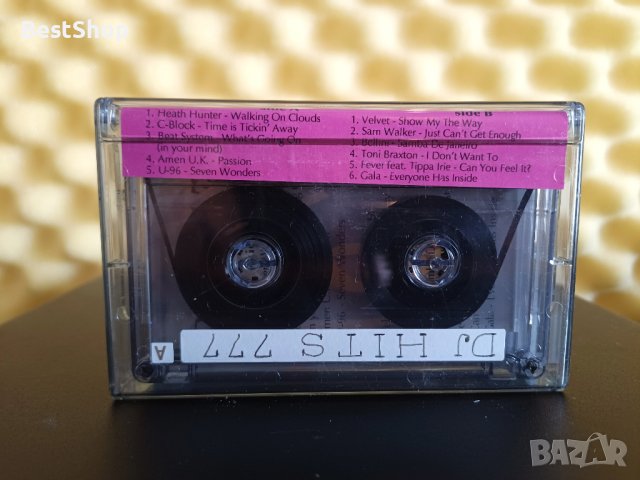 BestShop
side B
1. Heath Hunter - Walking On Clouds
2. C-Block - Time is Tickin' Away
3. Beat System - What's Going On
(in your mind)
4. Amen U.K. - Passion
5. U-96 - Seven Wonders
1. Velvet - Show My The Way
2. Sam Walker - Just Can't Get Enough
3. Bellini - Samba De Janeiro
4. Toni Braxton - I Don't Want To
5. Fever feat. Tippa Irie - Can You Feel It?
6. Gala - Everyone Has Inside
Seven Wonders
DJ HITS 777
A
BAZAR